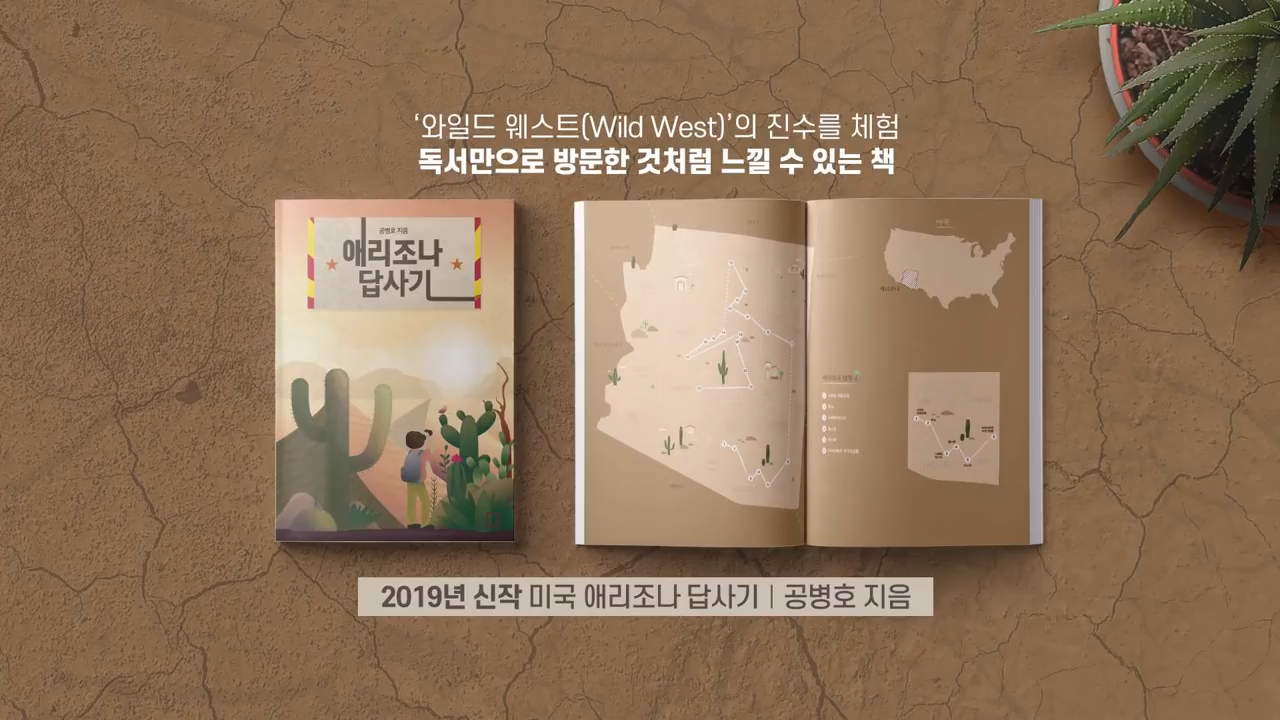 ‘와일드 웨스트(Wild West)’의 진수를 체험
독서만으로 방문한 것처럼 느낄 수 있는 책
공병호 지음
애리조나
답사기
미국
2019년 신작 미국 애리조나 답사기 | 공병호 지음